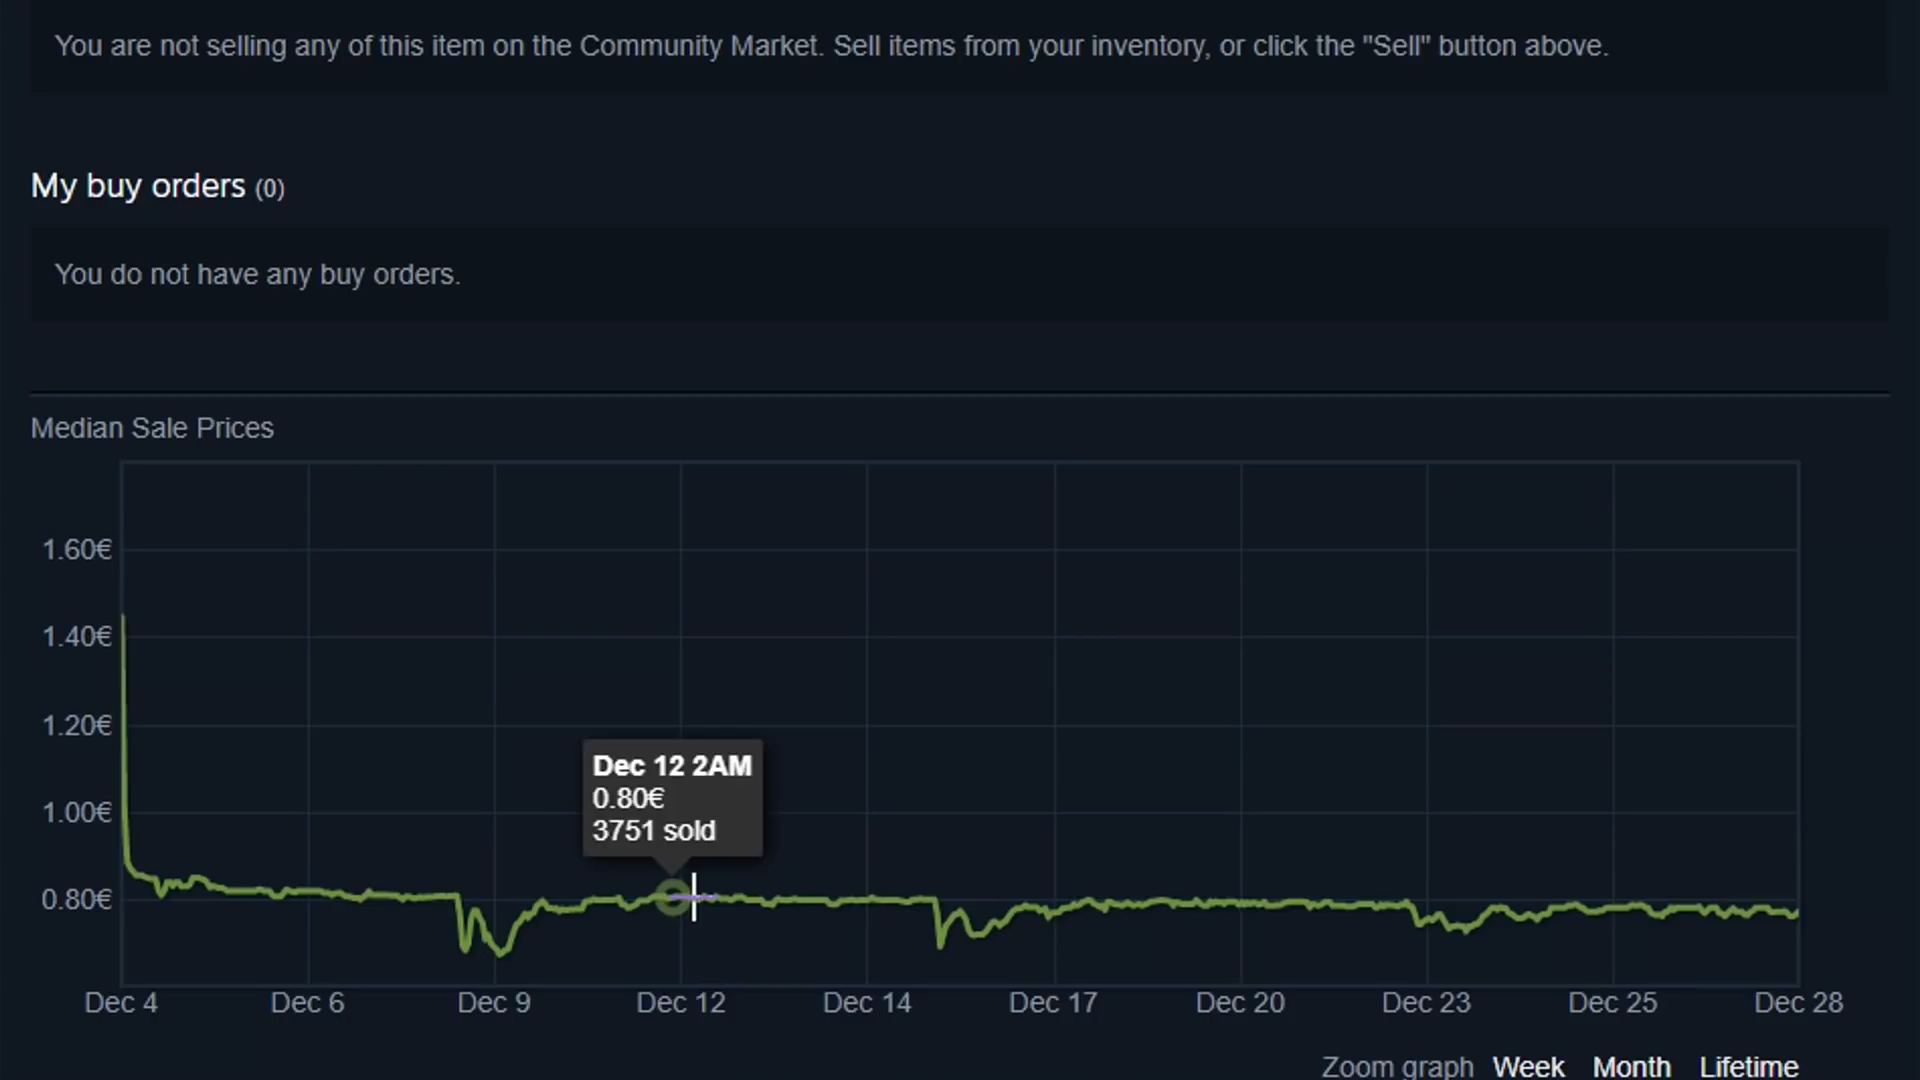 You are not selling any of this item on the Community Market. Sell items from your inventory, or click the "Sell" button above.
My buy orders (0)
You do not have any buy orders.
Median Sale Prices
1.60€
1.40€
1.20€
1.00€
0.80€
Dec 12 2AM
0.80€
3751 sold
Dec 4 Dec 6 Dec 9 Dec 12 Dec 14 Dec 17 Dec 20 Dec 23 Dec 25 Dec 28
Zoom graph Week Month Lifetime